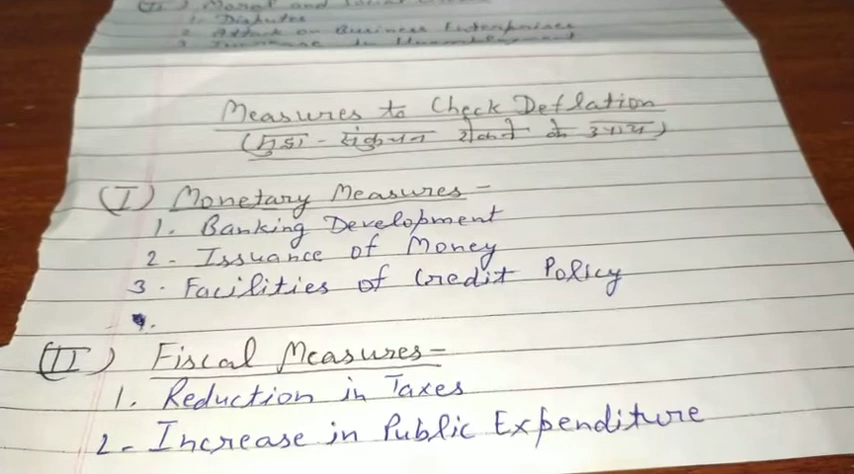 1. Disputes
2. Attack on Business Enterprises
Measures to Check Deflation
(मुद्रा - संकुचन रोकने के उपाय)
(I) Monetary Measures -
1. Banking Development
2 - Issuance of Money
3. Facilities of Credit Policy
(II) Fiscal Measures -
1. Reduction in Taxes
2 - Increase in Public Expenditure